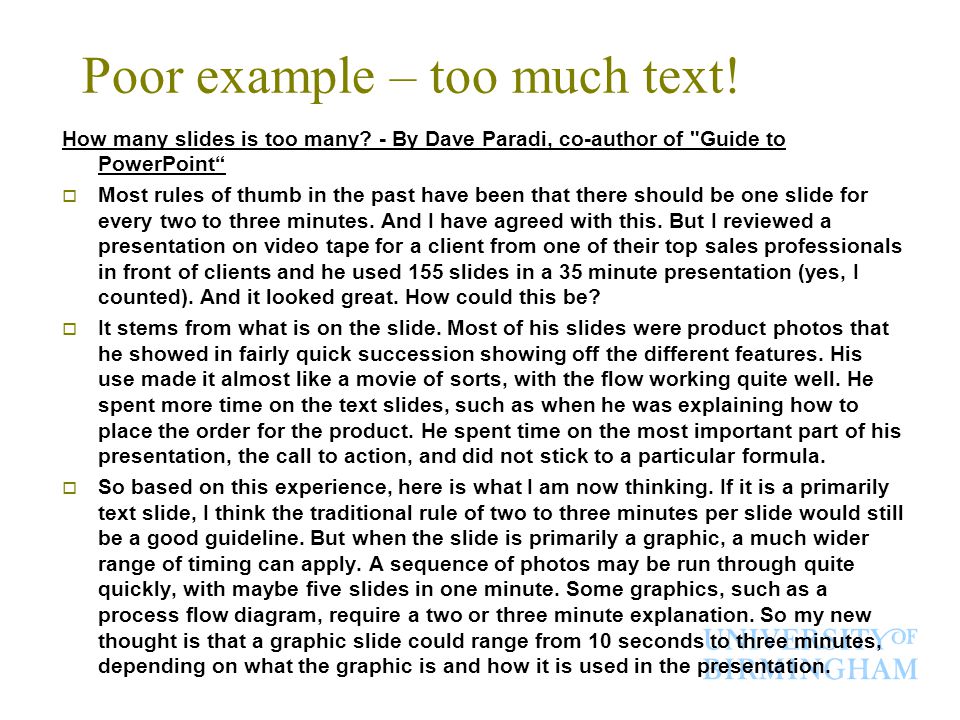 Poor example – too much text!
How many slides is too many? - By Dave Paradi, co-author of "Guide to
PowerPoint“
Most rules of thumb in the past have been that there should be one slide for
every two to three minutes. And I have agreed with this. But I reviewed a
presentation on video tape for a client from one of their top sales professionals
in front of clients and he used 155 slides in a 35 minute presentation (yes, I
counted). And it looked great. How could this be?
It stems from what is on the slide. Most of his slides were product photos that
he showed in fairly quick succession showing off the different features. His
use made it almost like a movie of sorts, with the flow working quite well. He
spent more time on the text slides, such as when he was explaining how to
place the order for the product. He spent time on the most important part of his
presentation, the call to action, and did not stick to a particular formula.
So based on this experience, here is what I am now thinking. If it is a primarily
text slide, I think the traditional rule of two to three minutes per slide would still
be a good guideline. But when the slide is primarily a graphic, a much wider
range of timing can apply. A sequence of photos may be run through quite
quickly, with maybe five slides in one minute. Some graphics, such as a
process flow diagram, require a two or three minute explanation. So my new
thought is that a graphic slide could range from 10 seconds to three minutes,
depending on what the graphic is and how it is used in the presentation.
UNIVERSITY OF
BIRMINGHAM